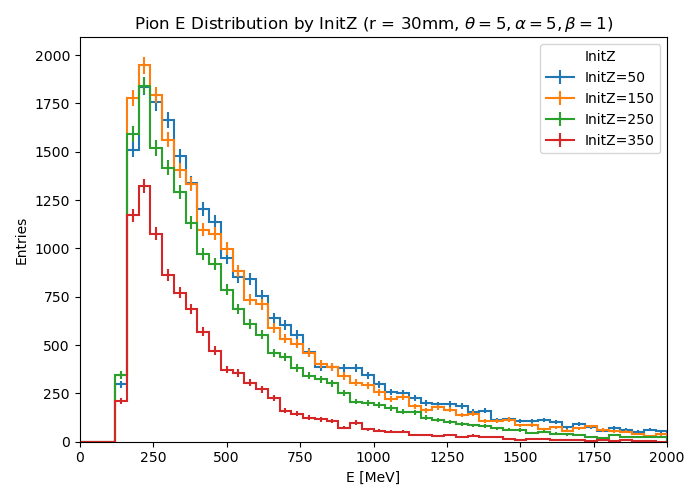 Pion E Distribution by InitZ (r = 30mm, θ = 5, α = 5, β = 1)
InitZ
InitZ=50
InitZ=150
InitZ=250
InitZ=350
Entries
2000
1750
1500
1250
1000
750
500
250
0
0 250 500 750 1000 1250 1500 1750 2000
E [MeV]